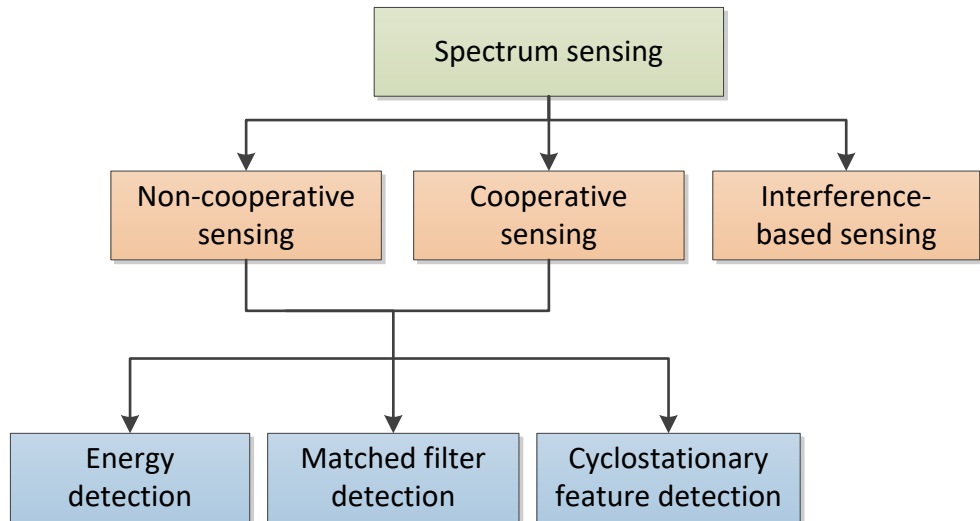 Spectrum sensing
Non-cooperative
sensing
Cooperative
sensing
Interference-
based sensing
Energy
detection
Matched filter
detection
Cyclostationary
feature detection